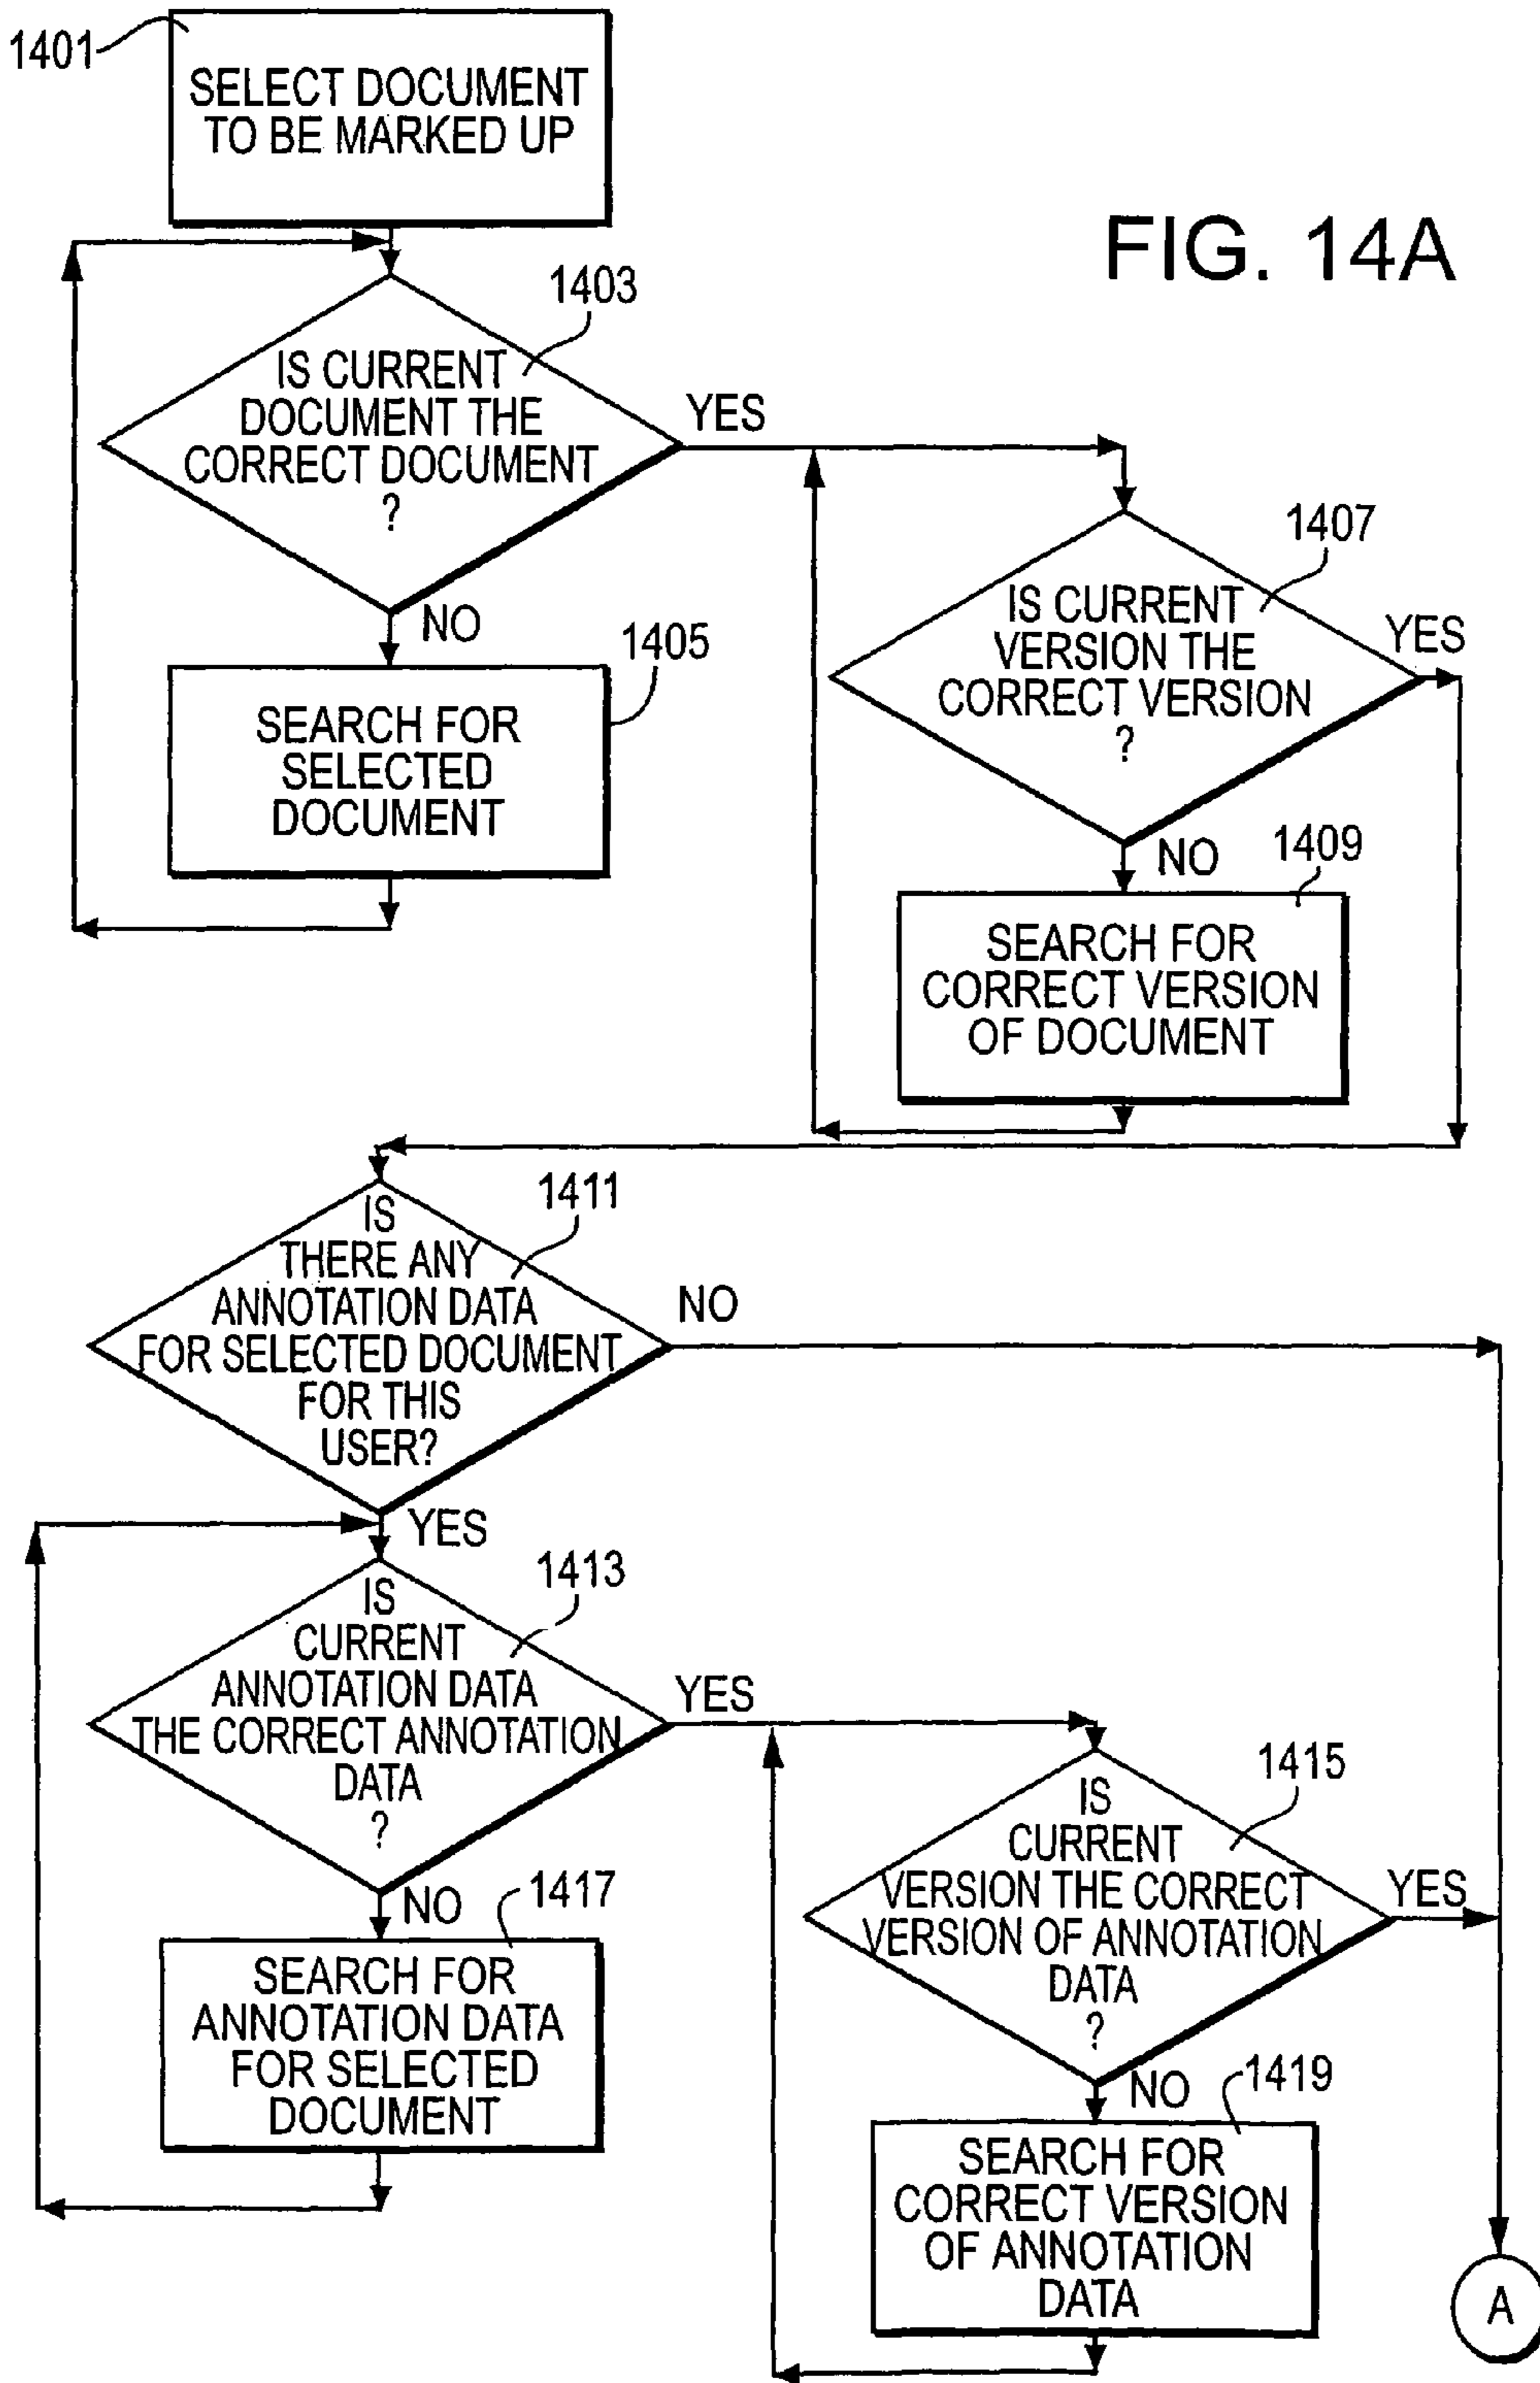 1401
SELECT DOCUMENT
TO BE MARKED UP
FIG. 14A
1403
IS CURRENT
DOCUMENT THE
CORRECT DOCUMENT
?
YES
NO
1405
SEARCH FOR
SELECTED
DOCUMENT
1407
IS CURRENT
VERSION THE
CORRECT VERSION
?
YES
NO
1409
SEARCH FOR
CORRECT VERSION
OF DOCUMENT
1411
IS
THERE ANY
ANNOTATION DATA
FOR SELECTED DOCUMENT
FOR THIS
USER?
NO
YES
1413
IS
CURRENT
ANNOTATION DATA
THE CORRECT ANNOTATION
DATA
?
YES
NO
1417
SEARCH FOR
ANNOTATION DATA
FOR SELECTED
DOCUMENT
1415
IS
CURRENT
VERSION THE CORRECT
VERSION OF ANNOTATION
DATA
?
YES
NO
1419
SEARCH FOR
CORRECT VERSION
OF ANNOTATION
DATA
A